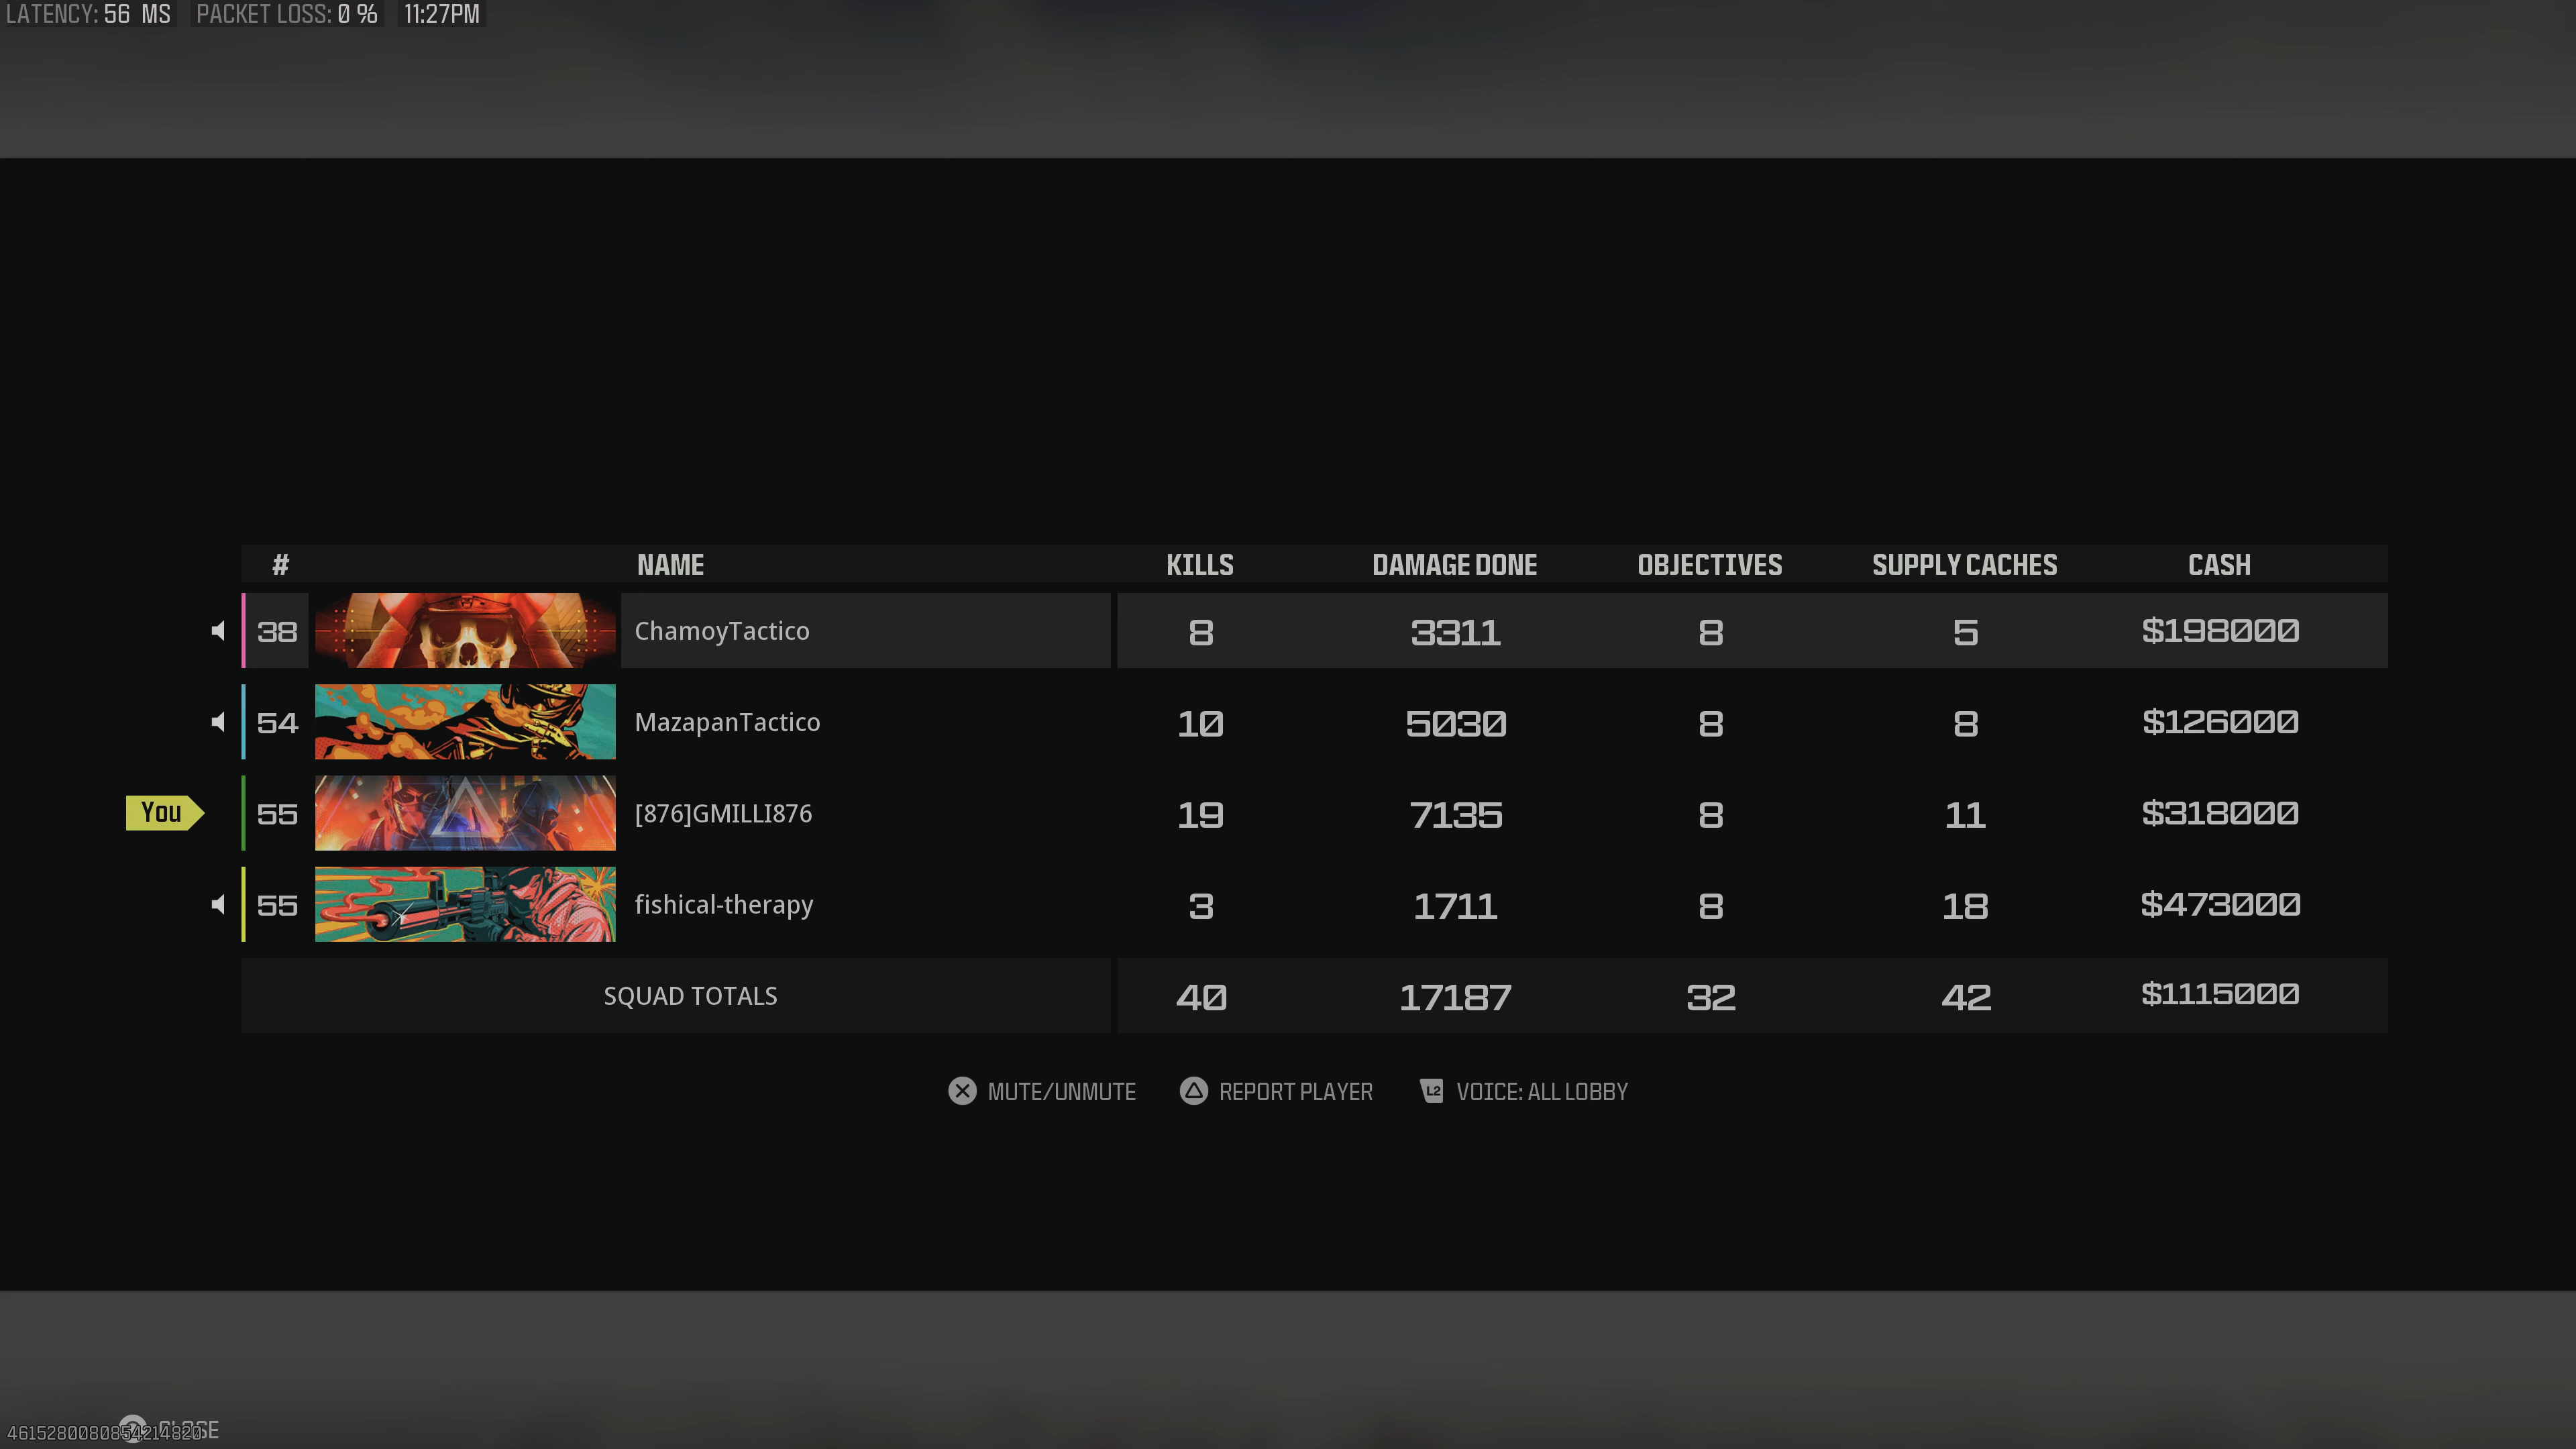 LATENCY: 56 MS PACKET LOSS: 0 % 11:27PM
# NAME KILLS DAMAGE DONE OBJECTIVES SUPPLY CACHES CASH
38 ChamoyTactico 8 3311 8 5 $198000
54 MazapanTactico 10 5030 8 8 $126000
You 55 [876]GMILLI876 19 7135 8 11 $318000
55 fishical-therapy 3 1711 8 18 $473000
SQUAD TOTALS 40 17187 32 42 $1115000
MUTE/UNMUTE REPORT PLAYER L2 VOICE: ALL LOBBY
CLOSE
4615280080854214820